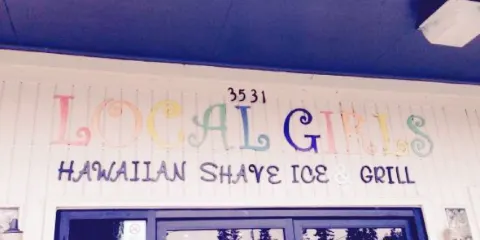 3531
LOCAL GIRLS
HAWAIIAN SHAVE ICE & GRILL